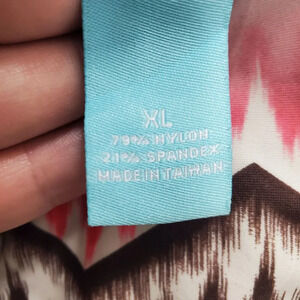 XL
79% NYLON
21% SPANDEX
MADE IN TAIWAN